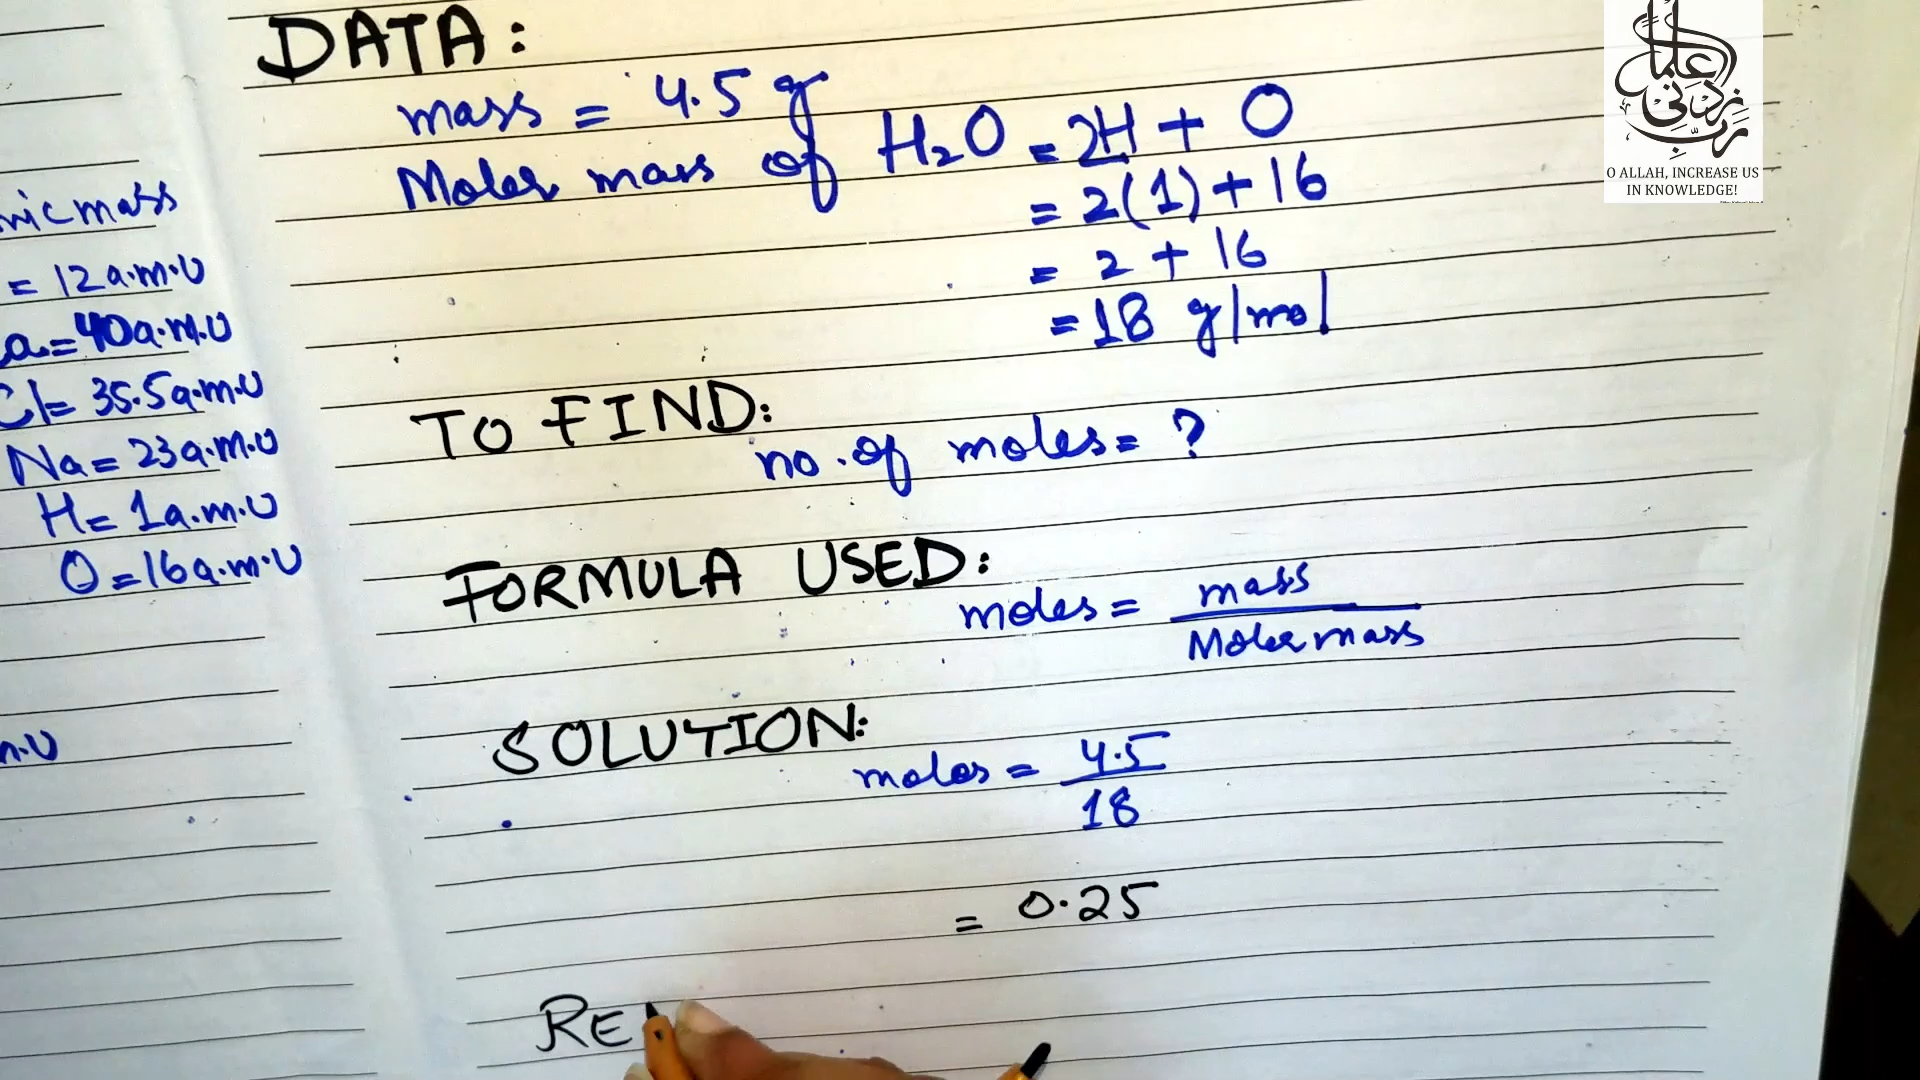 DATA:
mass = 4.5 g
Molar mass of H₂O = 2H + O
= 2(1) + 16
= 2 + 16
= 18 g/mol
TO FIND:
no. of moles = ?
FORMULA USED:
moles = mass
Molar mass
SOLUTION:
moles = 4.5
18
= 0.25
RE
mic mass
= 12 a.m.U
a = 40 a.m.U
Cl = 35.5 a.m.U
Na = 23 a.m.U
H = 1 a.m.U
O = 16 a.m.U
m.U
رَبِّ زِدْنِي عِلْمًا
O ALLAH, INCREASE US
IN KNOWLEDGE!